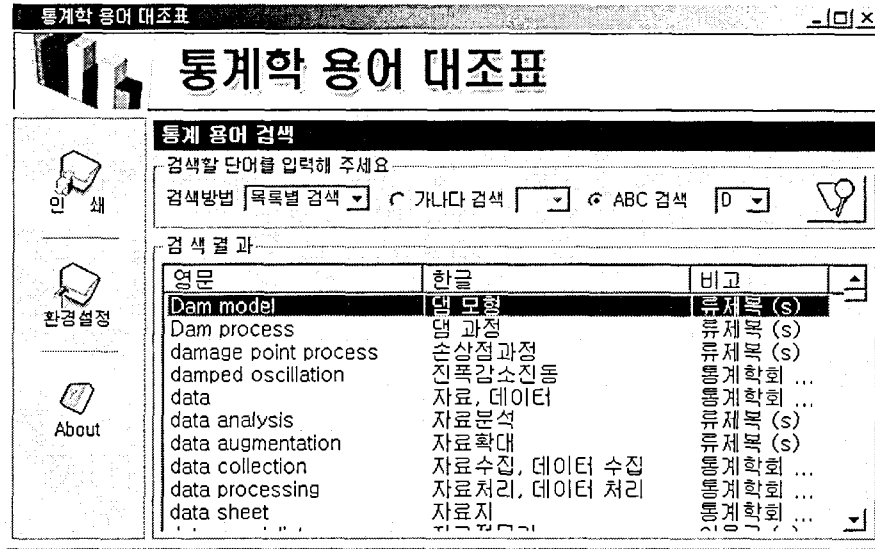 통계학 용어 대조표
통계학 용어 대조표
통계 용어 검색
검색할 단어를 입력해 주세요
검색방법 목록별 검색 가나다 검색 ABC 검색 D
인 쇄
환경설정
About
검 색 결 과
영문 한글 비고
Dam model 댐 모형 류제복 (s)
Dam process 댐 과정 류제복 (s)
damage point process 손상점과정 류제복 (s)
damped oscillation 진폭감소진동 통계학회 ...
data 자료, 데이터 통계학회 ...
data analysis 자료분석 류제복 (s)
data augmentation 자료확대 류제복 (s)
data collection 자료수집, 데이터 수집 통계학회 ...
data processing 자료처리, 데이터 처리 통계학회 ...
data sheet 자료지 통계학회 ...